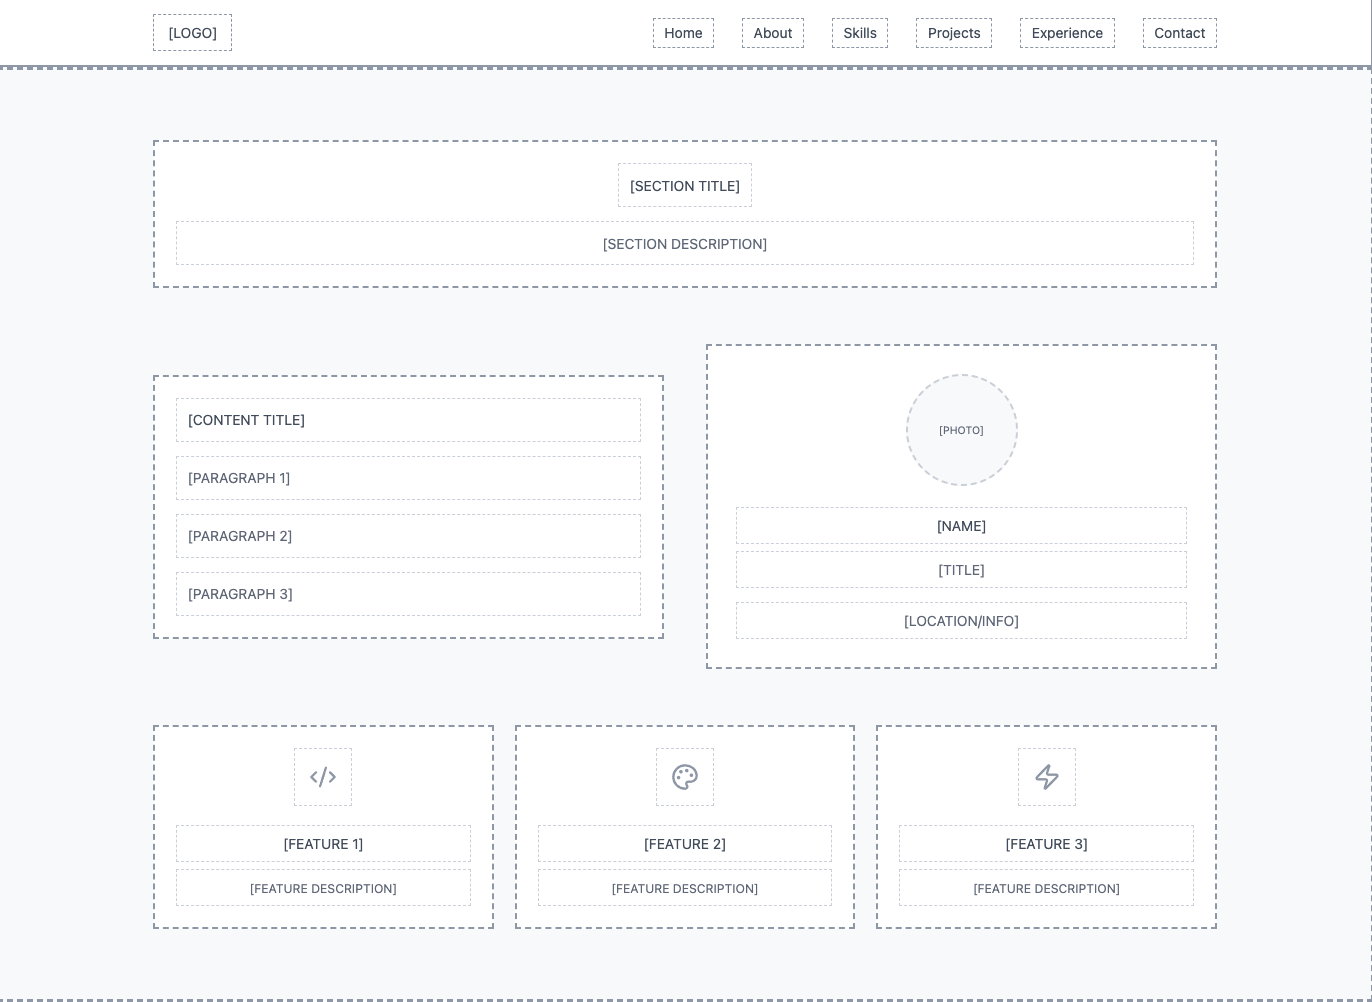 [LOGO]
Home
About
Skills
Projects
Experience
Contact
[SECTION TITLE]
[SECTION DESCRIPTION]
[CONTENT TITLE]
[PARAGRAPH 1]
[PARAGRAPH 2]
[PARAGRAPH 3]
[PHOTO]
[NAME]
[TITLE]
[LOCATION/INFO]
[FEATURE 1]
[FEATURE DESCRIPTION]
[FEATURE 2]
[FEATURE DESCRIPTION]
[FEATURE 3]
[FEATURE DESCRIPTION]